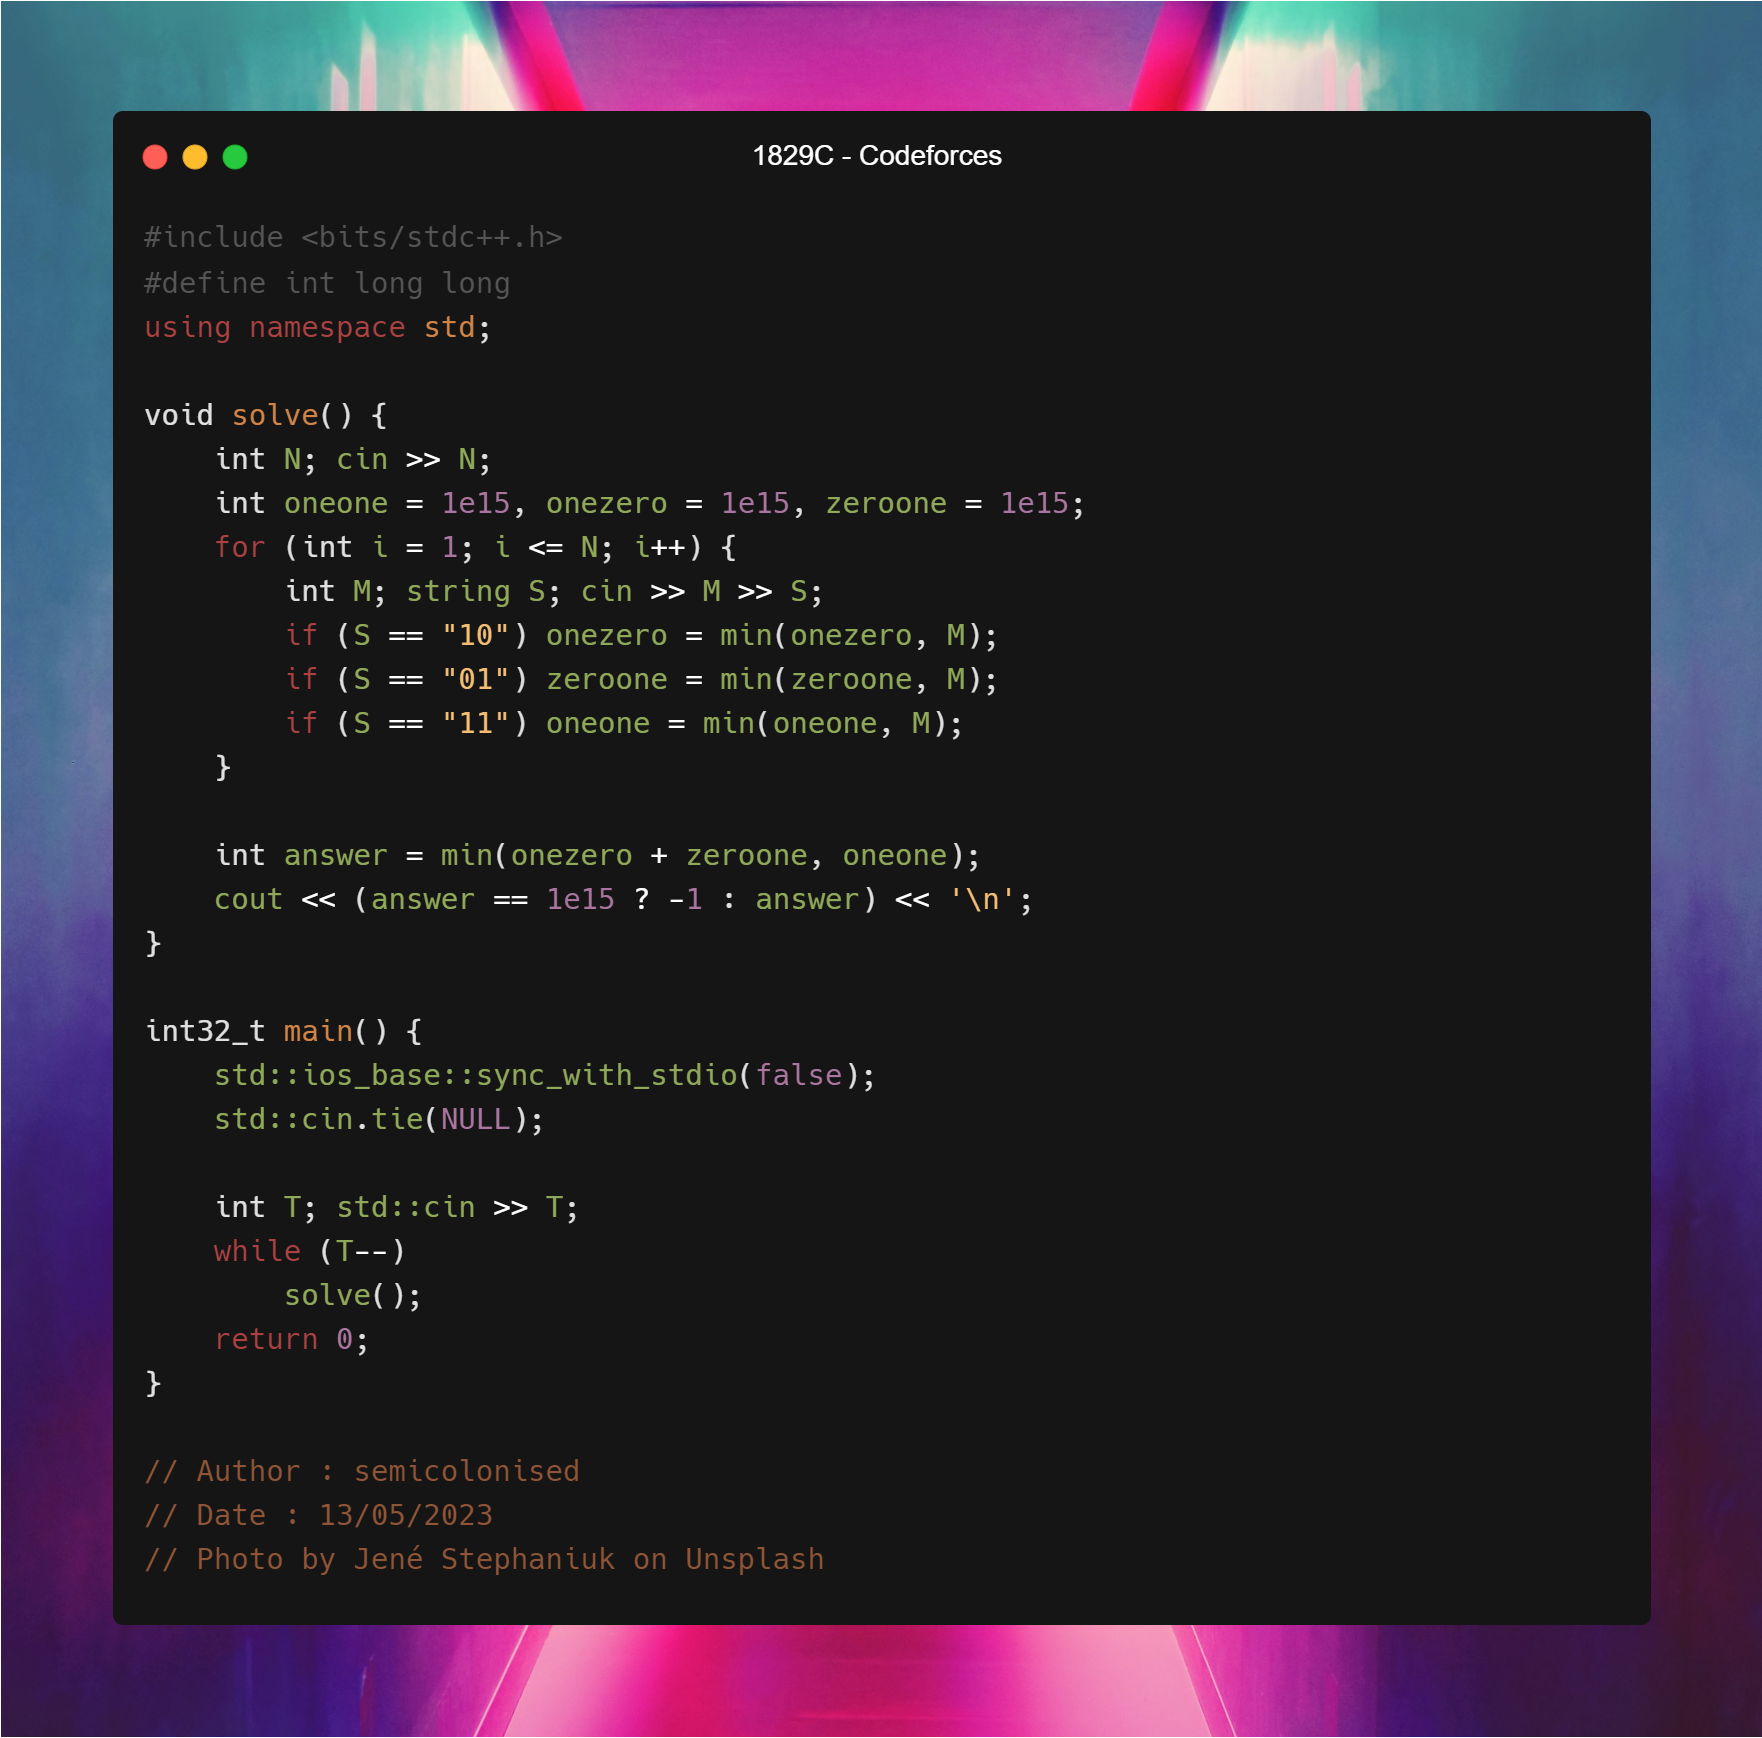 1829C - Codeforces
#include <bits/stdc++.h>
#define int long long
using namespace std;
void solve() {
    int N; cin >> N;
    int oneone = 1e15, onezero = 1e15, zeroone = 1e15;
    for (int i = 1; i <= N; i++) {
        int M; string S; cin >> M >> S;
        if (S == "10") onezero = min(onezero, M);
        if (S == "01") zeroone = min(zeroone, M);
        if (S == "11") oneone = min(oneone, M);
    }
    int answer = min(onezero + zeroone, oneone);
    cout << (answer == 1e15 ? -1 : answer) << '\n';
}
int32_t main() {
    std::ios_base::sync_with_stdio(false);
    std::cin.tie(NULL);
    int T; std::cin >> T;
    while (T--)
        solve();
    return 0;
}
// Author : semicolonised
// Date : 13/05/2023
// Photo by Jené Stephaniuk on Unsplash